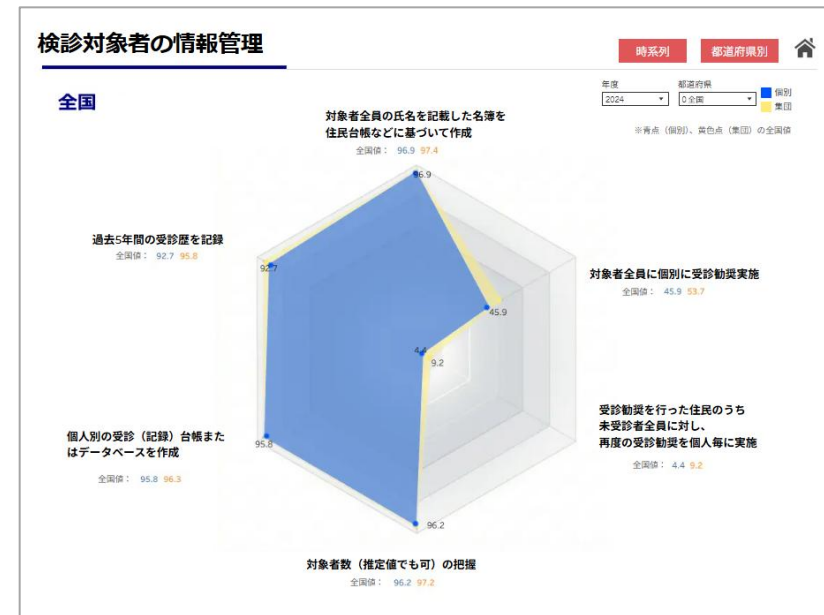 検診対象者の情報管理
時系列
都道府県別
全国
年度
都道府県
2024
0 全国
個別
集団
※青点（個別）、黄色点（集団）の全国値
対象者全員の氏名を記載した名簿を
住民台帳などに基づいて作成
全国値： 96.9 97.4
96.9
過去5年間の受診歴を記録
全国値： 92.7 95.8
92.7
対象者全員に個別に受診勧奨実施
全国値： 45.9 53.7
45.9
4.4
9.2
受診勧奨を行った住民のうち
未受診者全員に対し、
再度の受診勧奨を個人毎に実施
全国値： 4.4 9.2
個人別の受診（記録）台帳また
はデータベースを作成
全国値： 95.8 96.3
95.8
96.2
対象者数（推定値でも可）の把握
全国値： 96.2 97.2